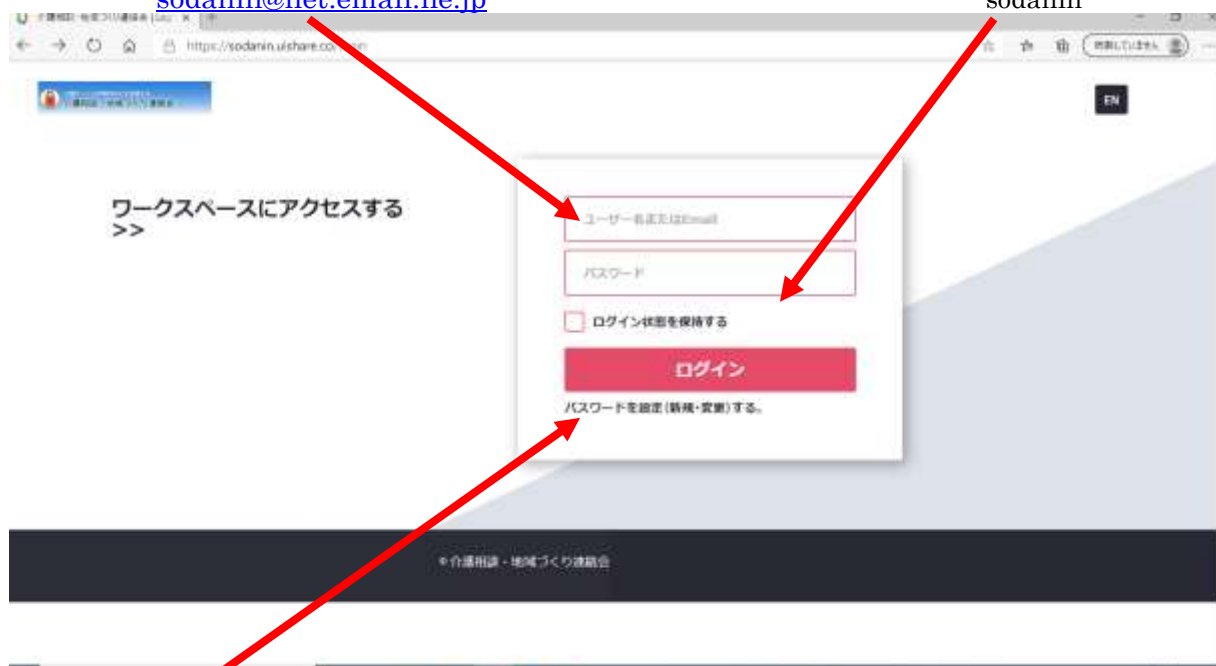 sodanin@net.email.ne.jp
sodanin
EN
ワークスペースにアクセスする
>>
ユーザー名またはEmail
パスワード
ログイン状態を保持する
ログイン
パスワードを設定(新規・変更)する。
© 介護相談・地域づくり連絡会